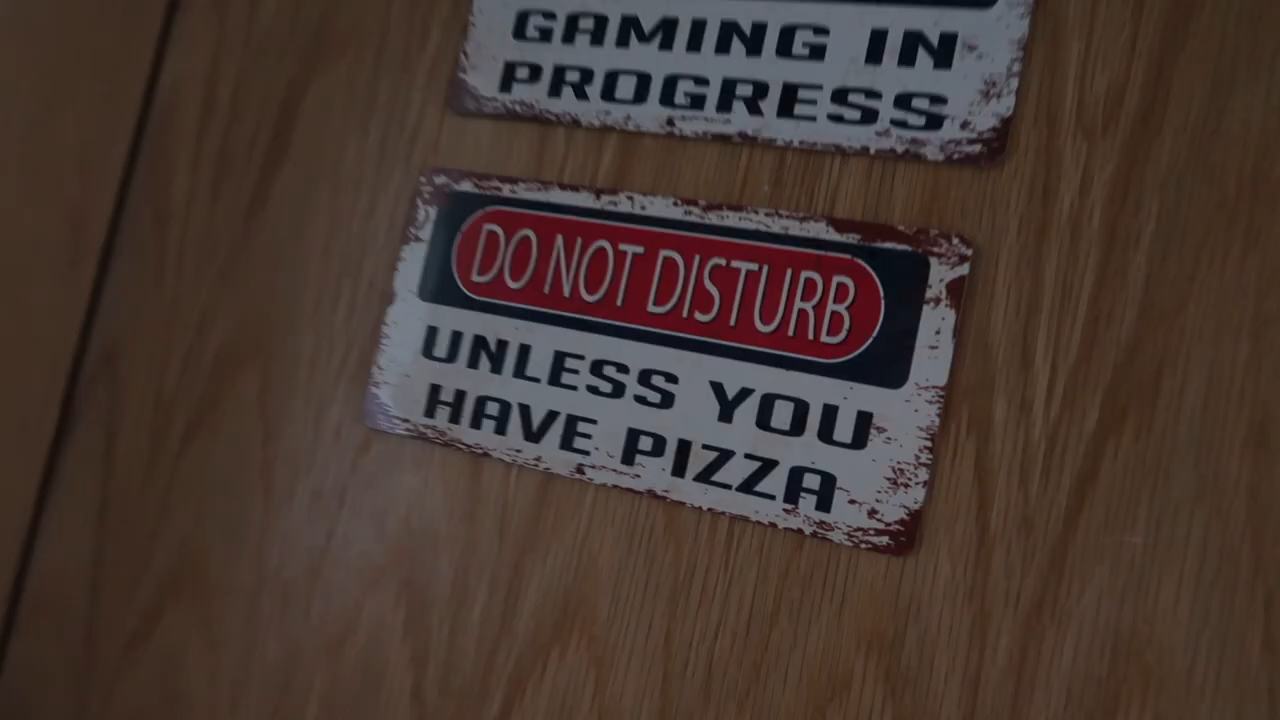 GAMING IN
PROGRESS
DO NOT DISTURB
UNLESS YOU
HAVE PIZZA